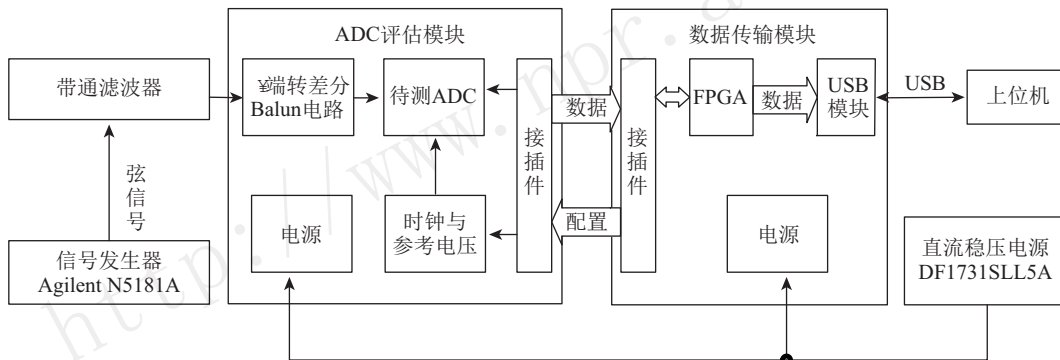 ADC评估模块
数据传输模块
带通滤波器
端转差分
Balun电路
待测ADC
接插件
数据
接插件
FPGA
数据
USB
模块
USB
上位机
弦信号
电源
时钟与
参考电压
配置
电源
信号发生器
Agilent N5181A
直流稳压电源
DF1731SLL5A
http://www.npr.a